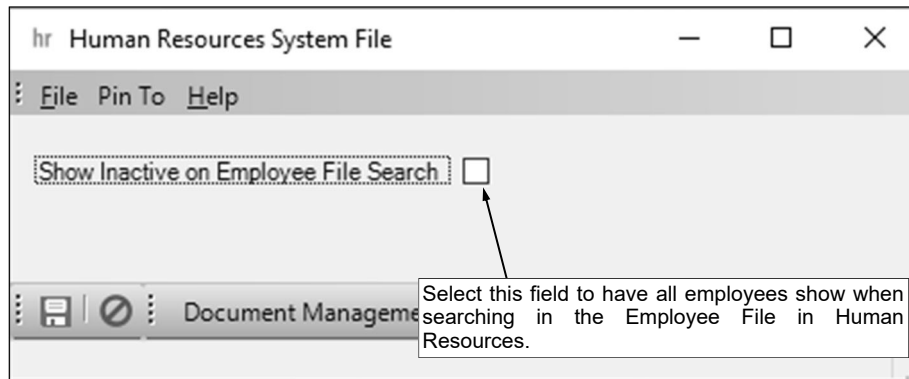 hr Human Resources System File
File Pin To Help
Show Inactive on Employee File Search
Document Manageme
Select this field to have all employees show when
searching in the Employee File in Human
Resources.